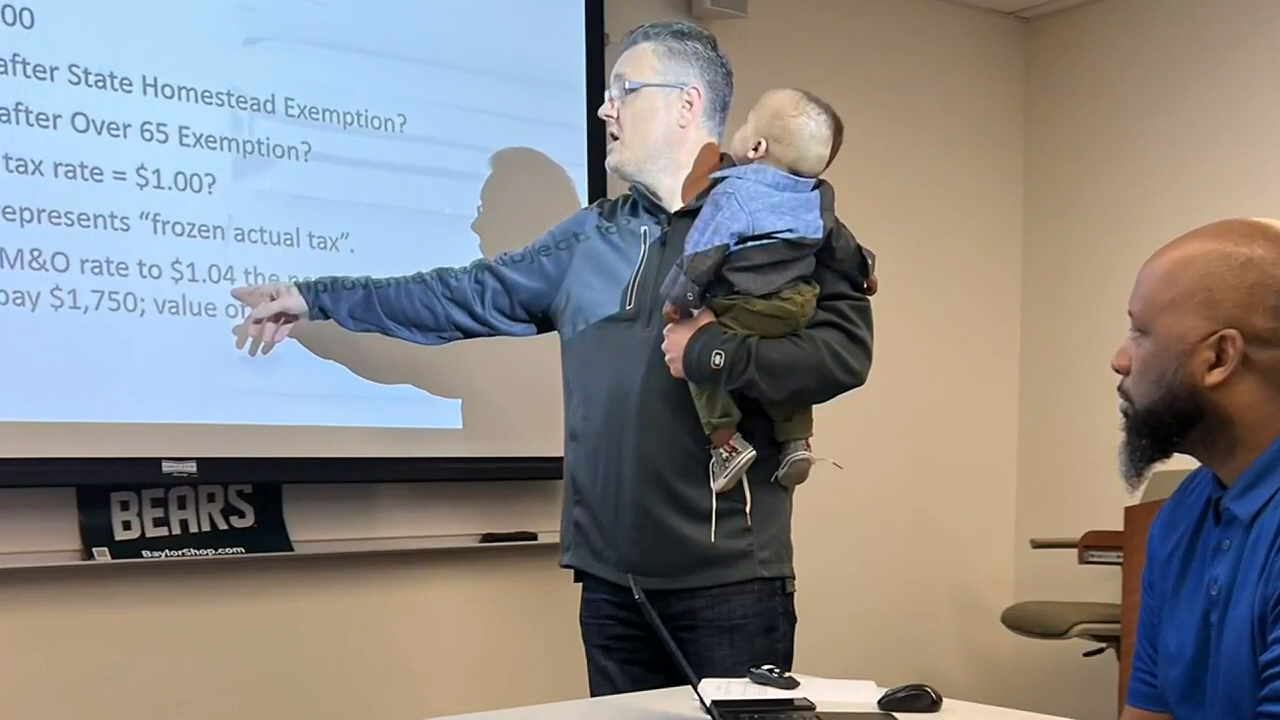 00
after State Homestead Exemption?
after Over 65 Exemption?
tax rate = $1.00?
represents “frozen actual tax”.
M&O rate to $1.04 the
pay $1,750; value of
BEARS
BaylorShop.com